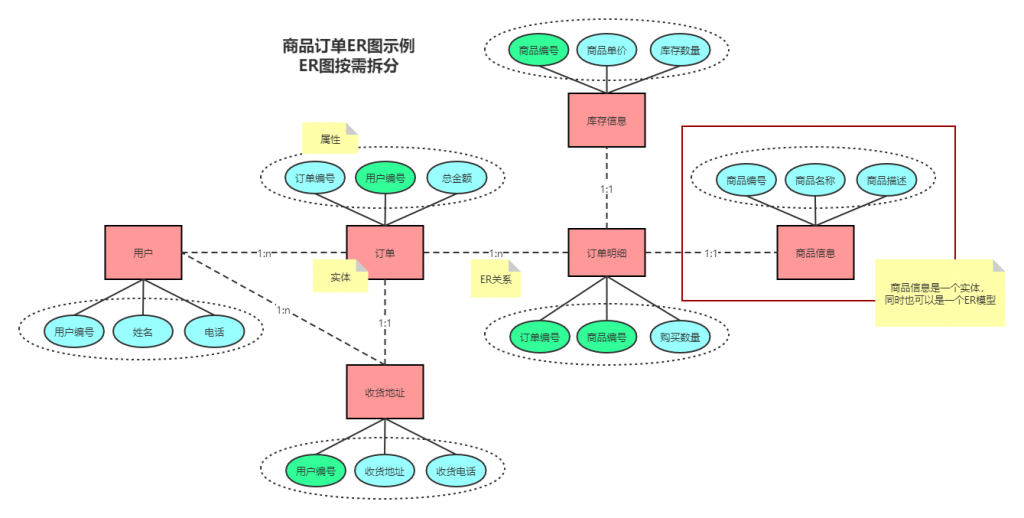 商品订单ER图示例
ER图按需拆分
商品编号
商品单价
库存数量
库存信息
属性
订单编号
用户编号
总金额
1:1
商品编号
商品名称
商品描述
用户
1:n
订单
1:n
订单明细
1:1
商品信息
实体
ER关系
商品信息是一个实体，
同时也可以是一个ER模型
用户编号
姓名
电话
1:n
1:1
订单编号
商品编号
购买数量
收货地址
用户编号
收货地址
收货电话